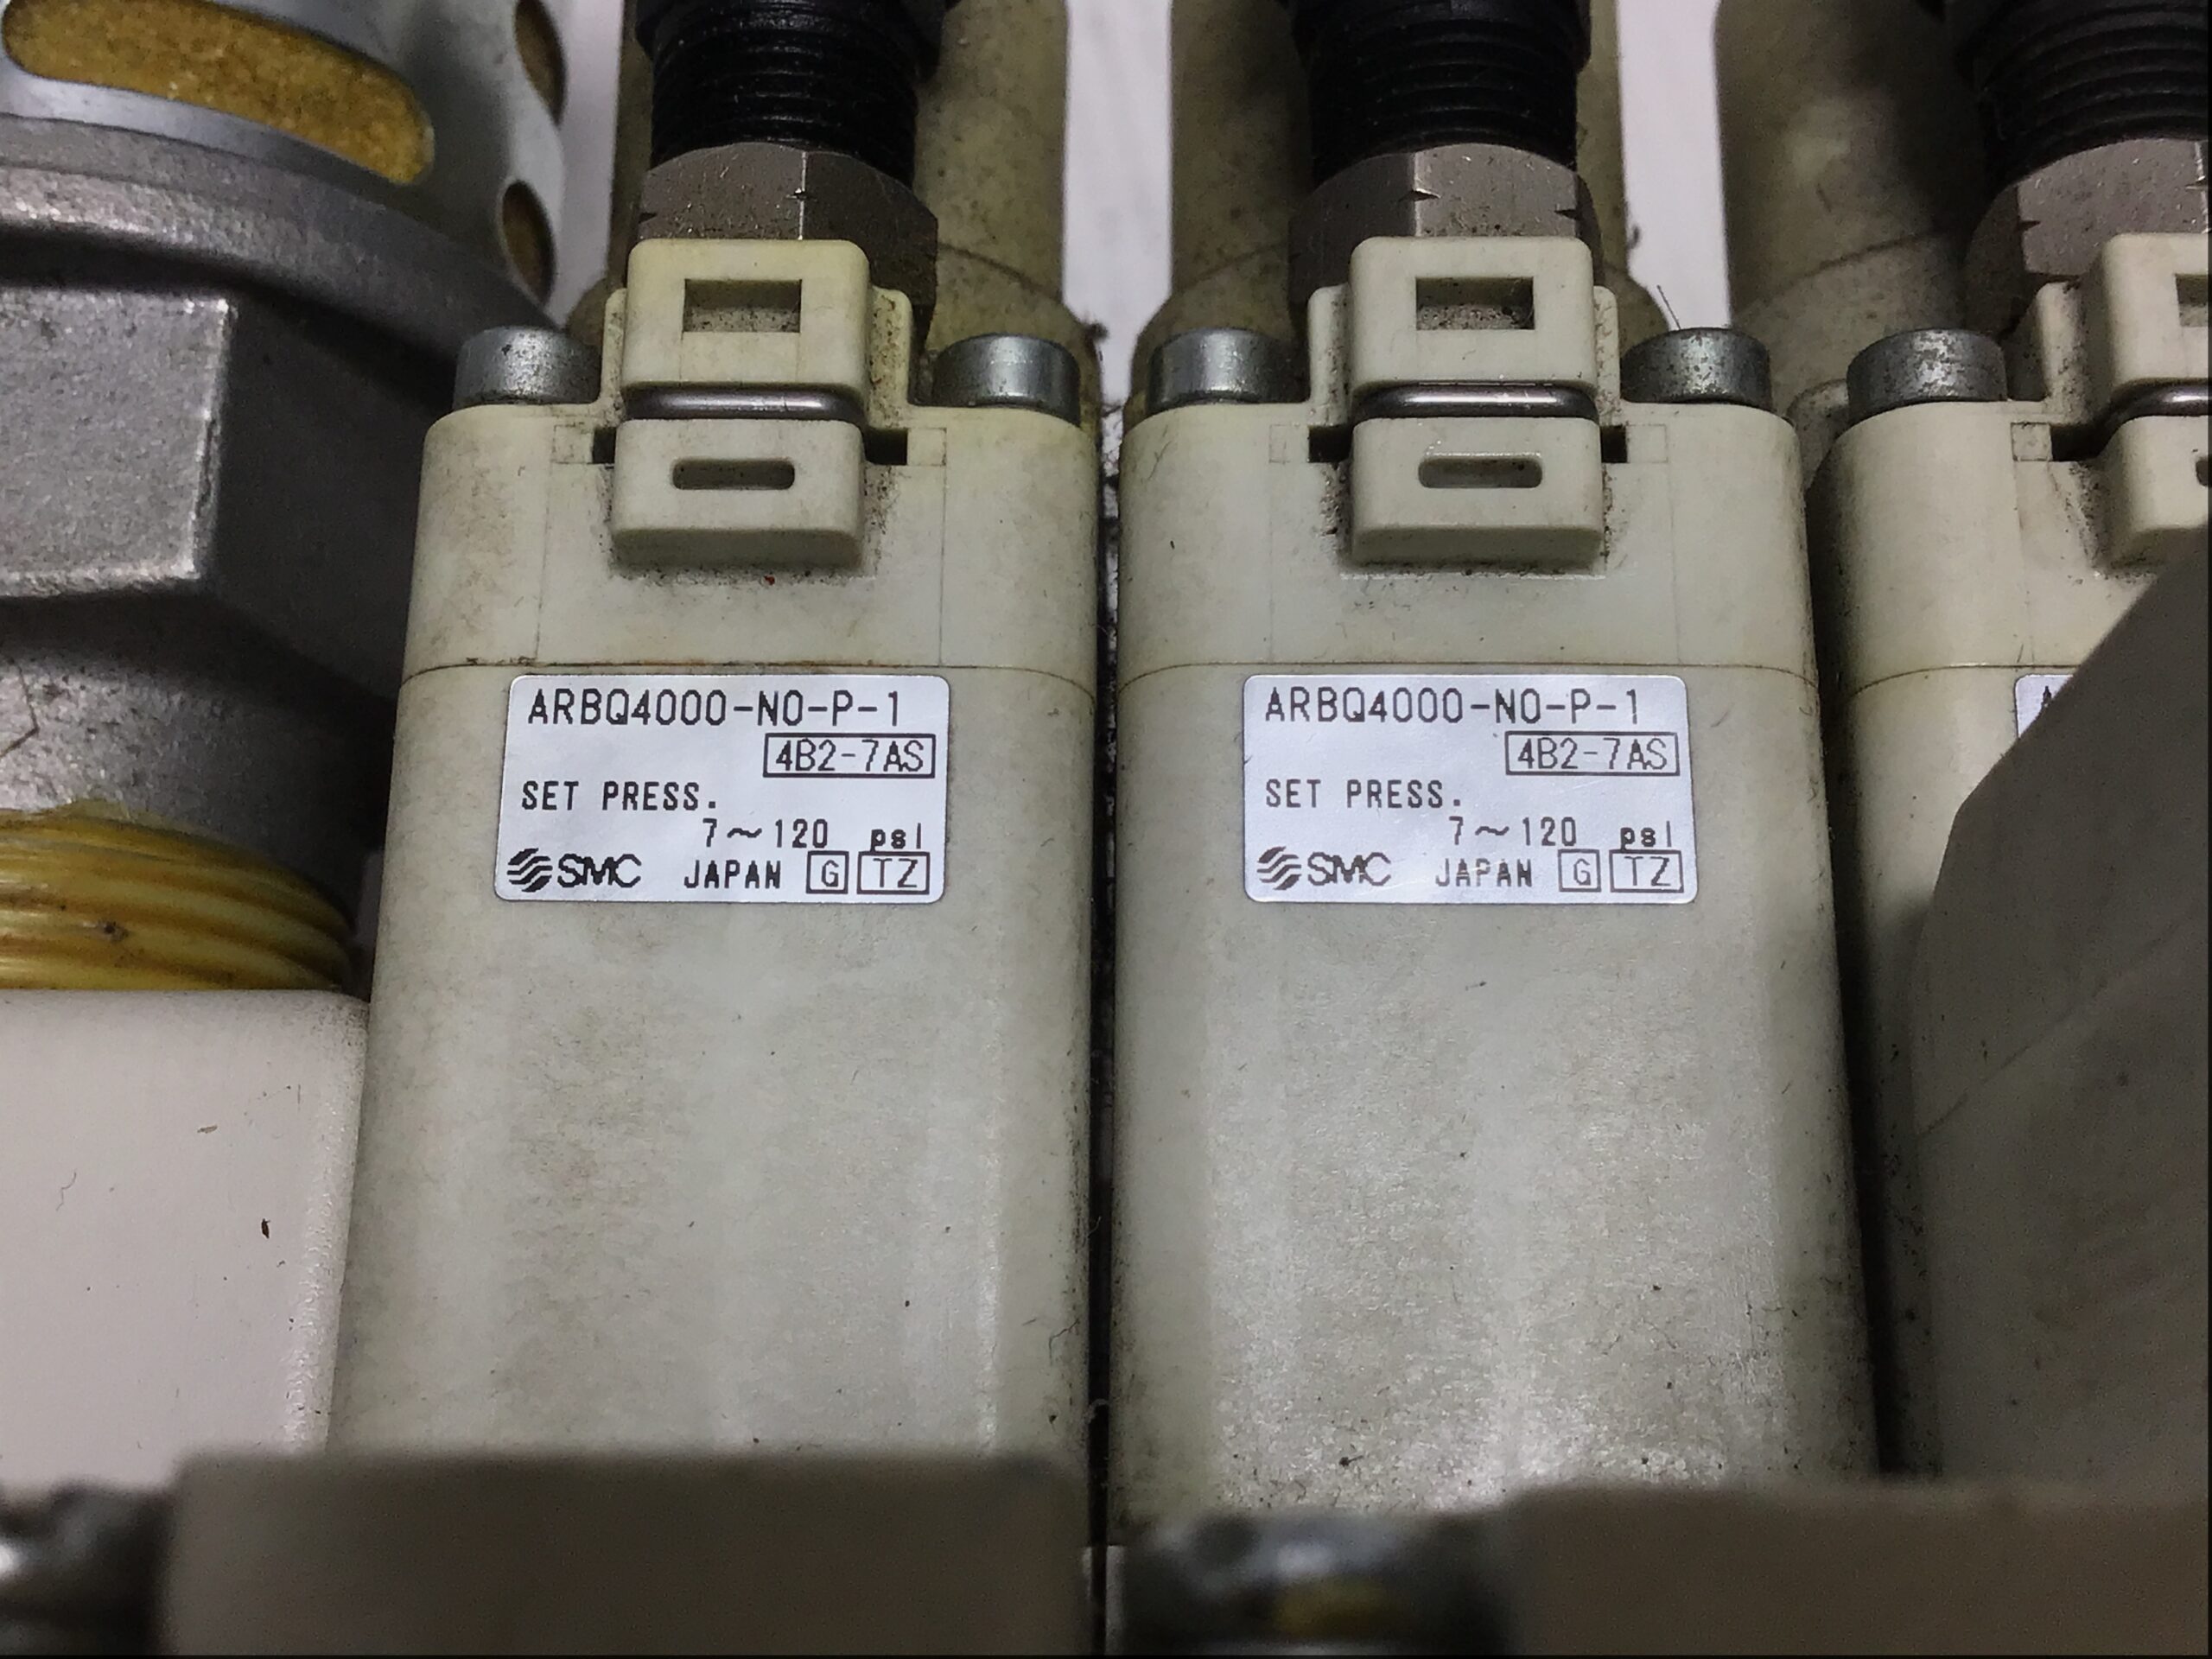 ARBQ4000-N0-P-1
4B2-7AS
SET PRESS.
7~120 psi
SMC JAPAN G TZ
ARBQ4000-N0-P-1
4B2-7AS
SET PRESS.
7~120 psi
SMC JAPAN G TZ